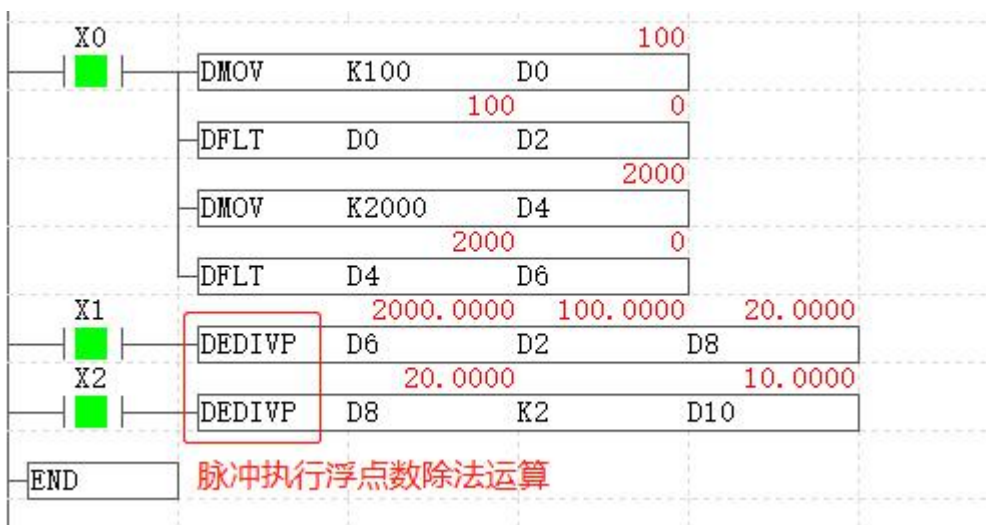 X0 100
DMOV K100 D0
100 0
DFLT D0 D2
2000
DMOV K2000 D4
2000 0
DFLT D4 D6
X1 2000.0000 100.0000 20.0000
DEDIVP D6 D2 D8
X2 20.0000 10.0000
DEDIVP D8 K2 D10
END 脉冲执行浮点数除法运算